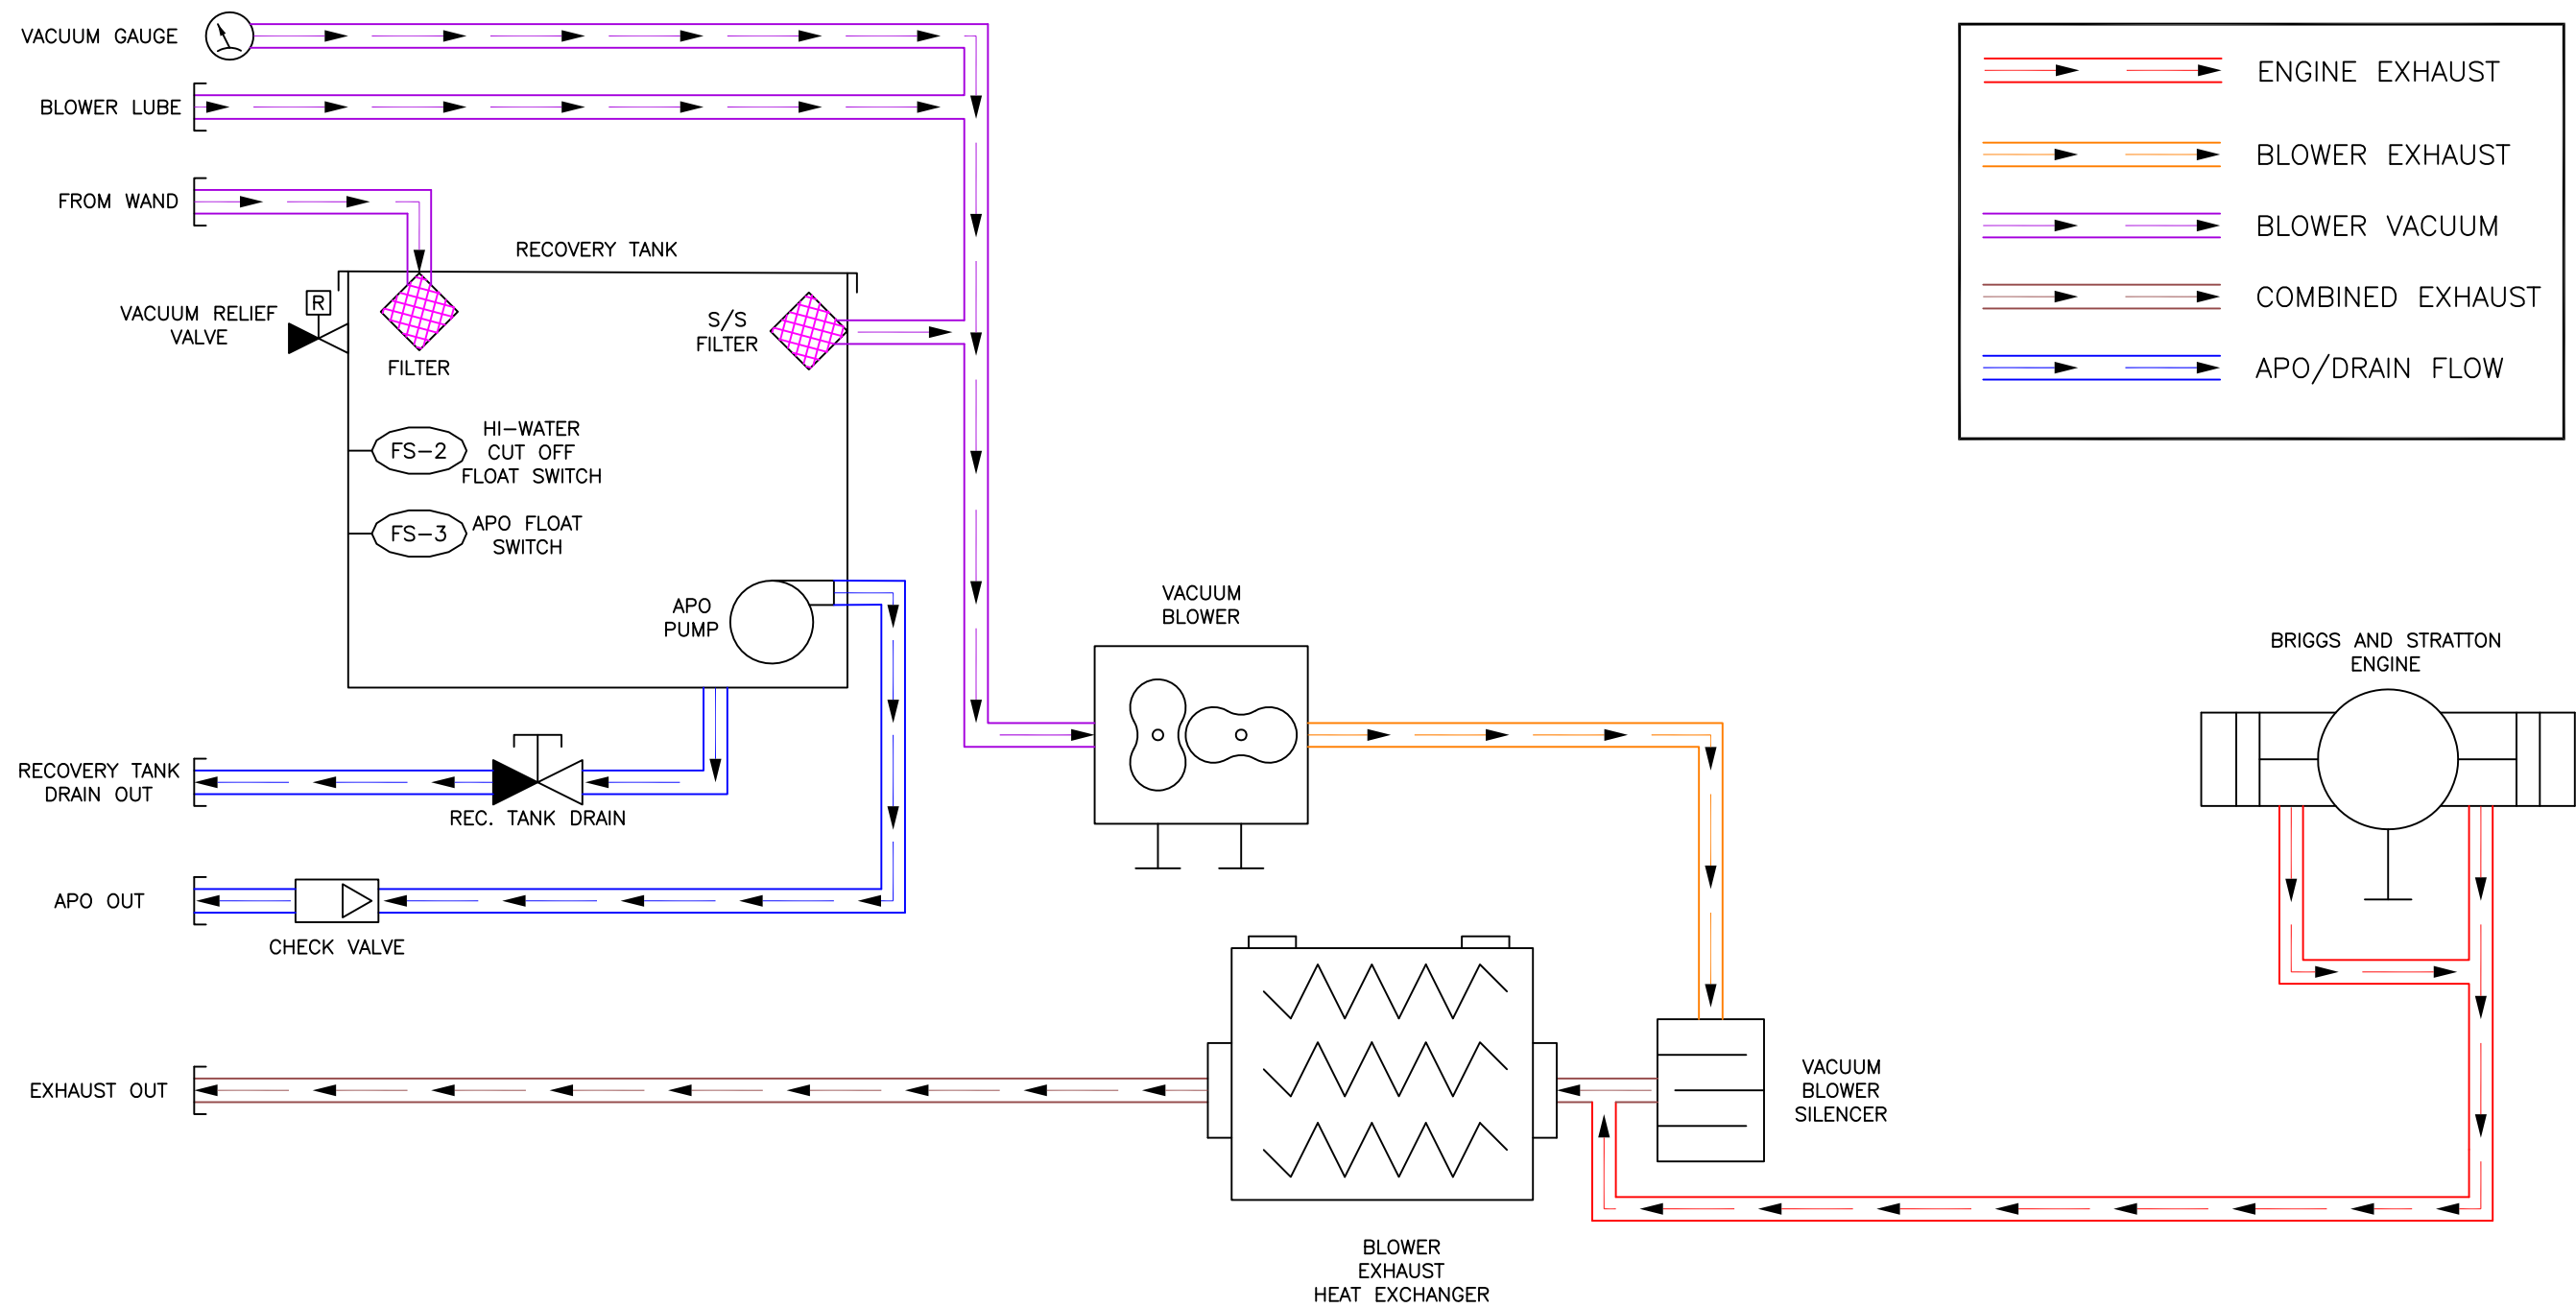 VACUUM GAUGE
BLOWER LUBE
FROM WAND
RECOVERY TANK
VACUUM RELIEF
VALVE
R
FILTER
S/S
FILTER
FS-2
HI-WATER
CUT OFF
FLOAT SWITCH
FS-3
APO FLOAT
SWITCH
APO
PUMP
RECOVERY TANK
DRAIN OUT
REC. TANK DRAIN
APO OUT
CHECK VALVE
EXHAUST OUT
VACUUM
BLOWER
BLOWER
EXHAUST
HEAT EXCHANGER
VACUUM
BLOWER
SILENCER
BRIGGS AND STRATTON
ENGINE
ENGINE EXHAUST
BLOWER EXHAUST
BLOWER VACUUM
COMBINED EXHAUST
APO/DRAIN FLOW